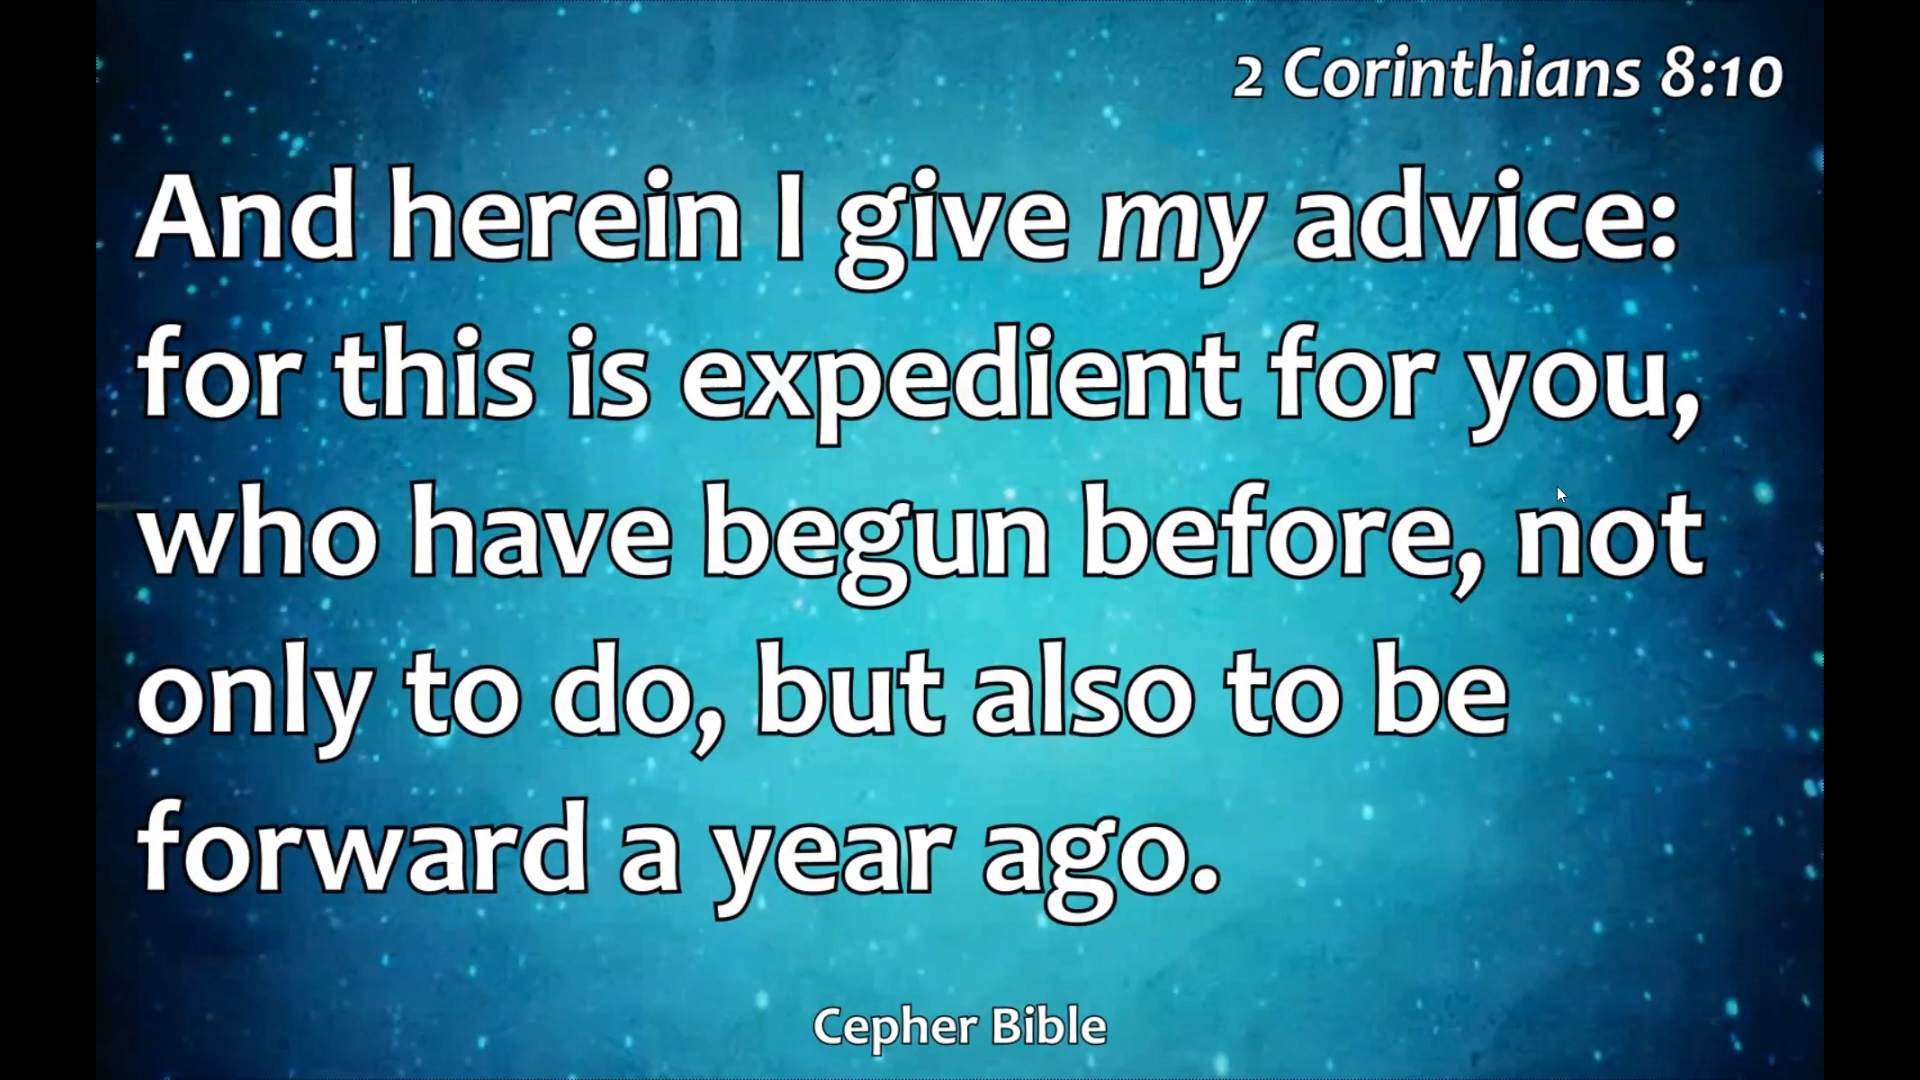 2 Corinthians 8:10
And herein I give my advice:
for this is expedient for you,
who have begun before, not
only to do, but also to be
forward a year ago.
Cepher Bible